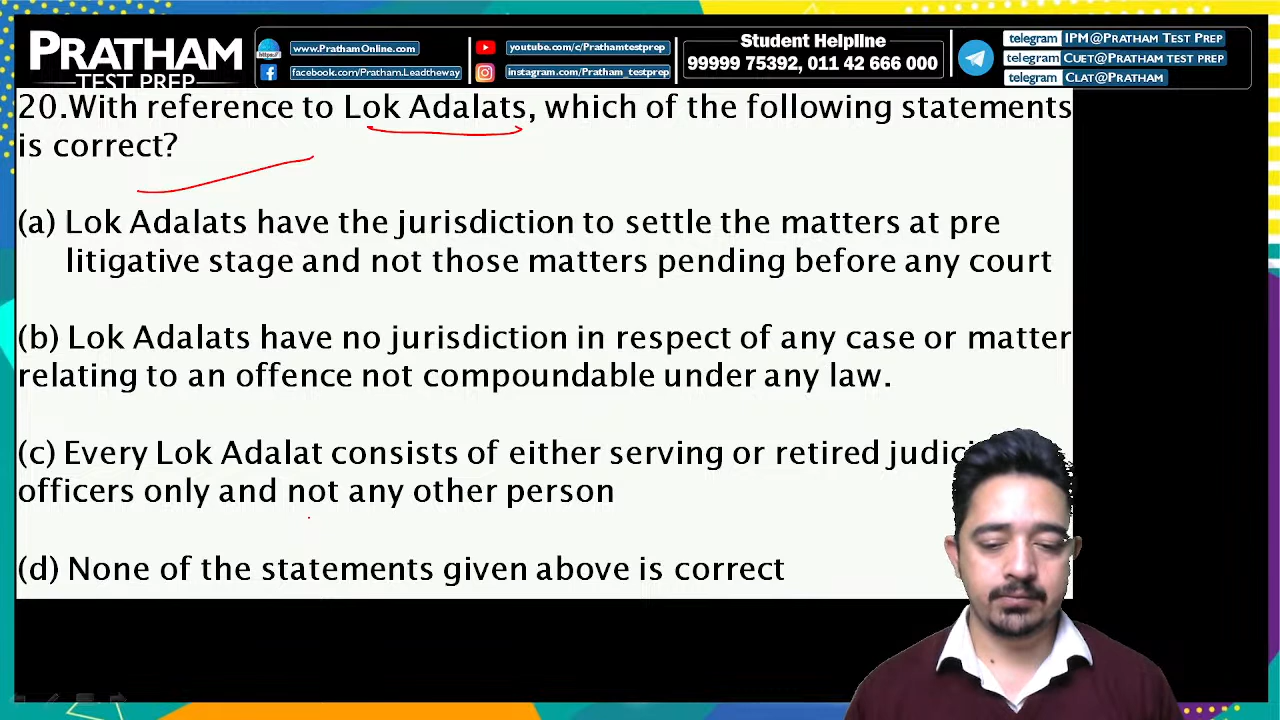 PRATHAM
TEST PREP
https://
www.PrathamOnline.com
facebook.com/Pratham.Leadtheway
youtube.com/c/Prathamtestprep
instagram.com/Pratham_testprep
Student Helpline
99999 75392, 011 42 666 000
telegram IPM@PRATHAM TEST PREP
telegram CUET@PRATHAM TEST PREP
telegram CLAT@PRATHAM
20.With reference to Lok Adalats, which of the following statements
is correct?
(a) Lok Adalats have the jurisdiction to settle the matters at pre
litigative stage and not those matters pending before any court
(b) Lok Adalats have no jurisdiction in respect of any case or matter
relating to an offence not compoundable under any law.
(c) Every Lok Adalat consists of either serving or retired
officers only and not any other person
(d) None of the statements given above is correct